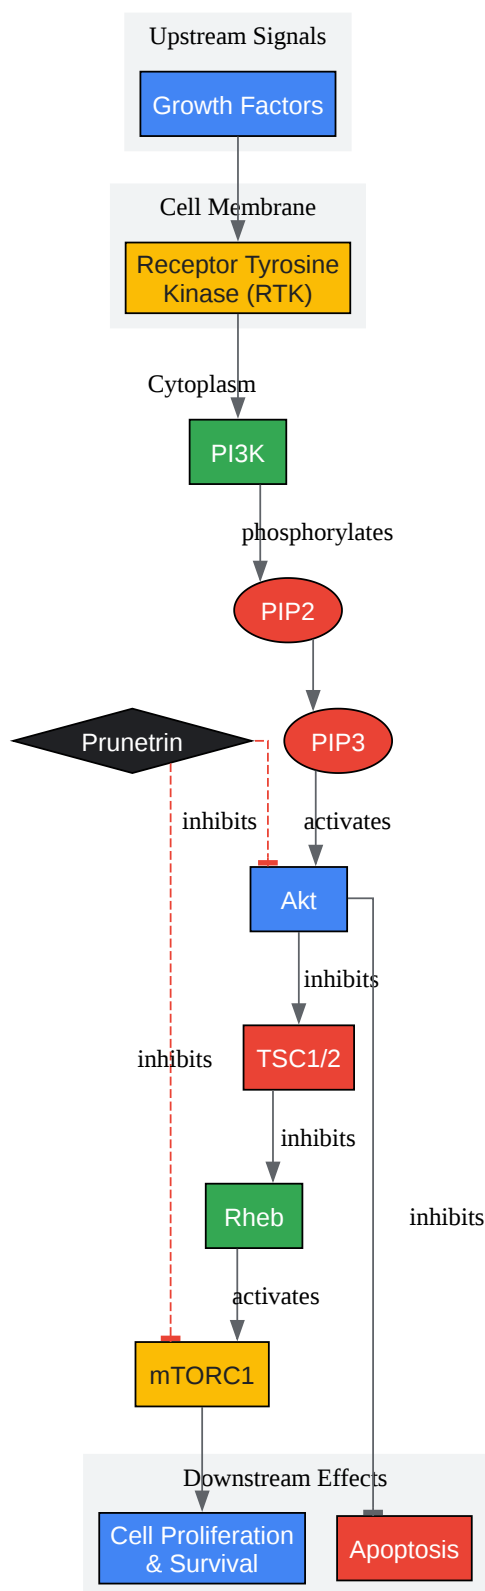 Upstream Signals
Growth Factors
Cell Membrane
Receptor Tyrosine
Kinase (RTK)
Cytoplasm
PI3K
phosphorylates
PIP2
Prunetrin
PIP3
inhibits
activates
Akt
inhibits
inhibits
TSC1/2
inhibits
Rheb
inhibits
activates
mTORC1
Downstream Effects
Cell Proliferation
& Survival
Apoptosis